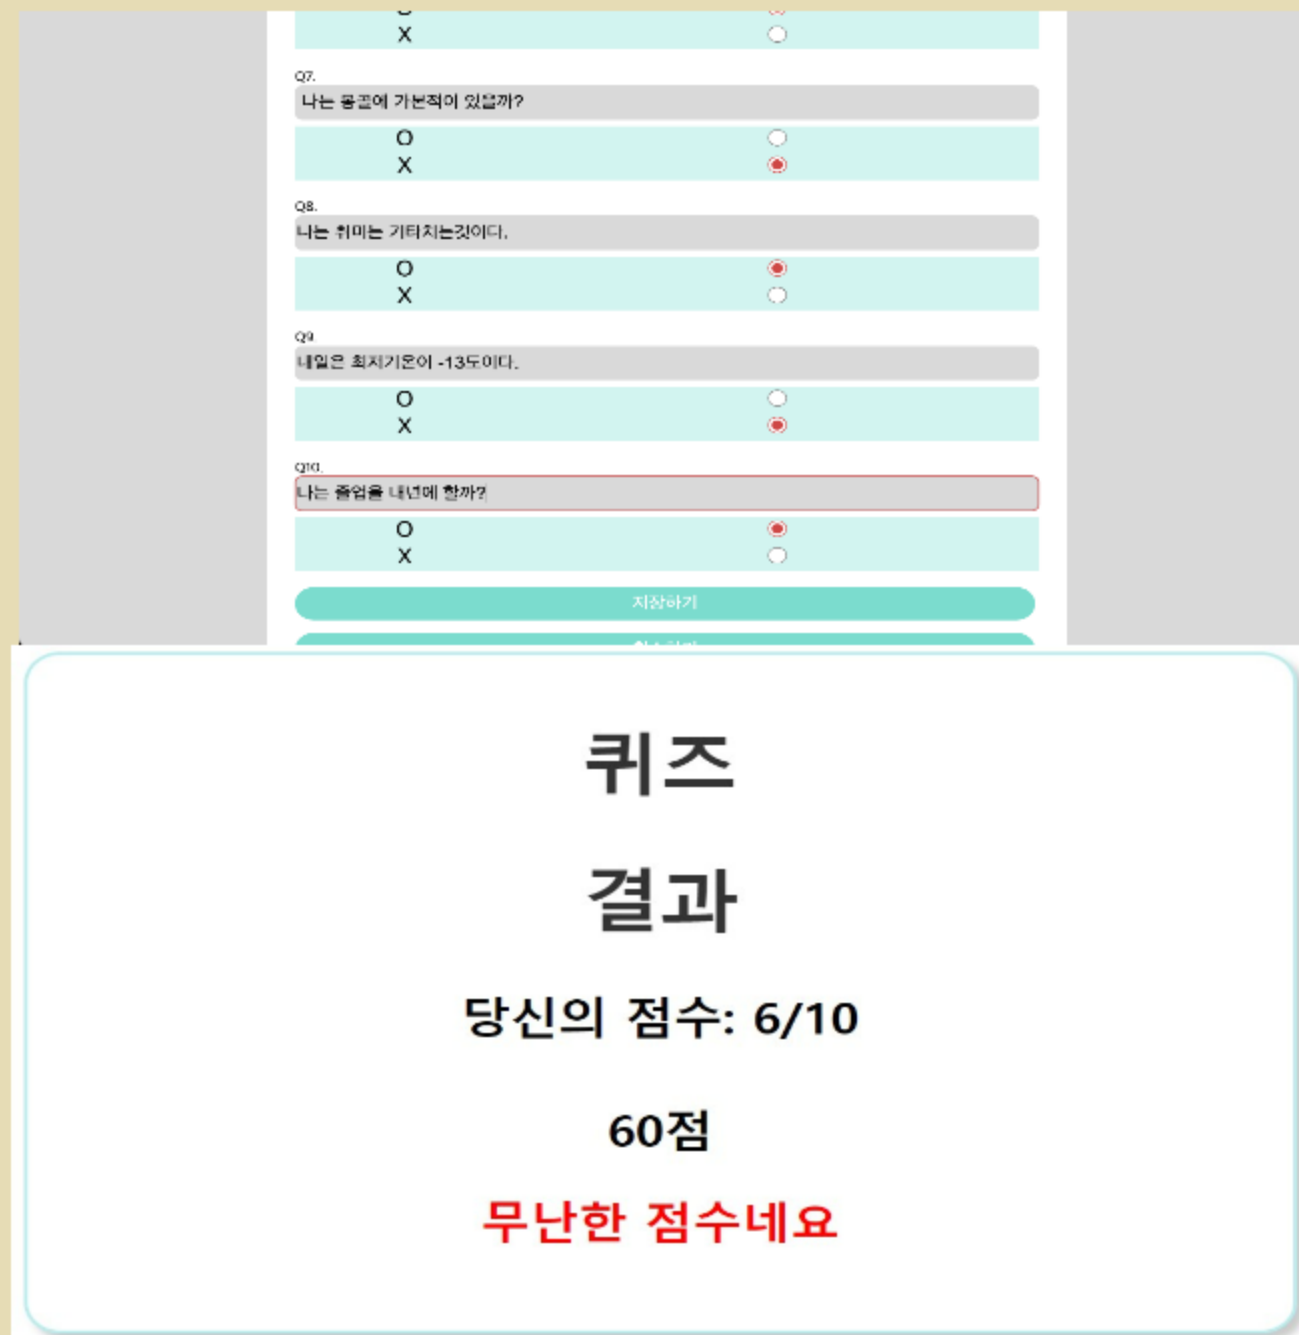 X
Q7.
나는 몽골에 가본적이 있을까?
O
X
Q8.
나는 취미는 기타치는것이다.
O
X
Q9.
내일은 최저기온이 -13도이다.
O
X
Q10.
나는 졸업을 내년에 할까?
O
X
저장하기
퀴즈
결과
당신의 점수: 6/10
60점
무난한 점수네요